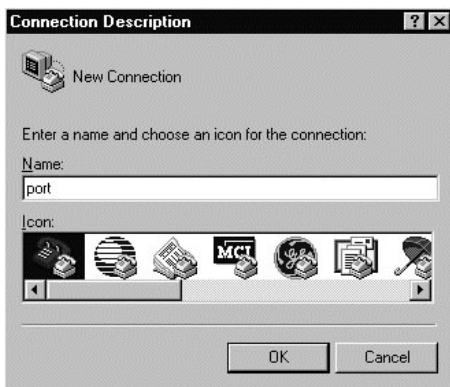 Connection Description
New Connection
Enter a name and choose an icon for the connection:
Name:
port
Icon:
MCI
OK Cancel